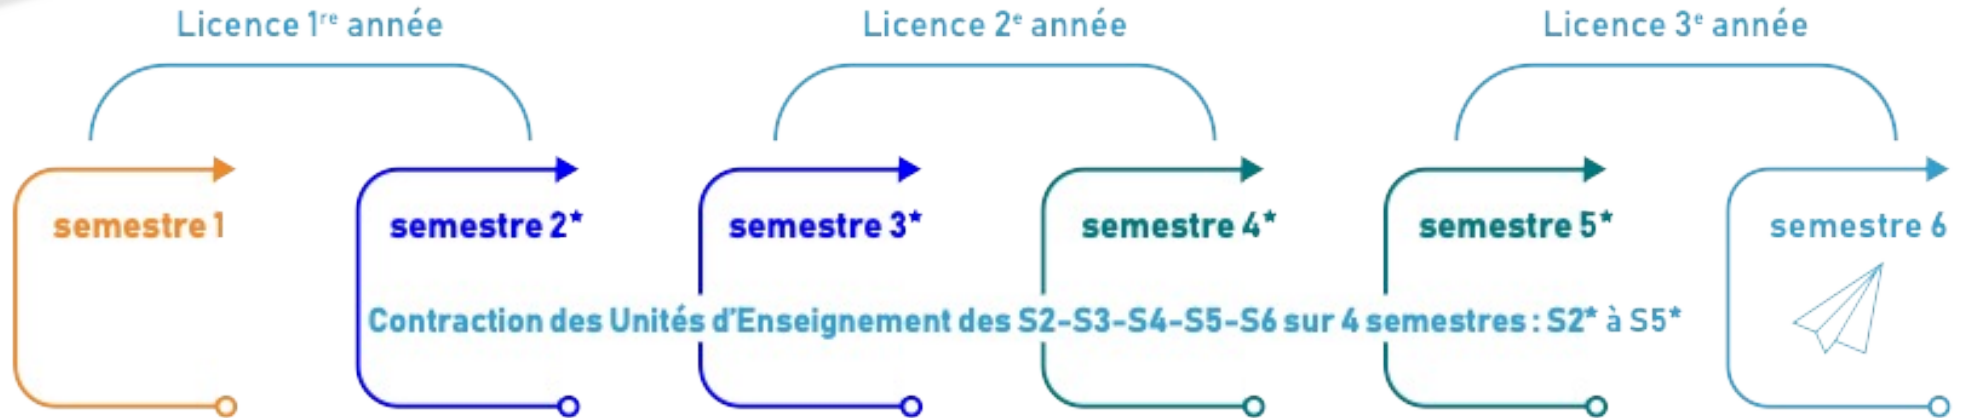 Licence 1re année
Licence 2e année
Licence 3e année
semestre 1
semestre 2*
semestre 3*
semestre 4*
semestre 5*
semestre 6
Contraction des Unités d'Enseignement des S2-S3-S4-S5-S6 sur 4 semestres : S2* à S5*